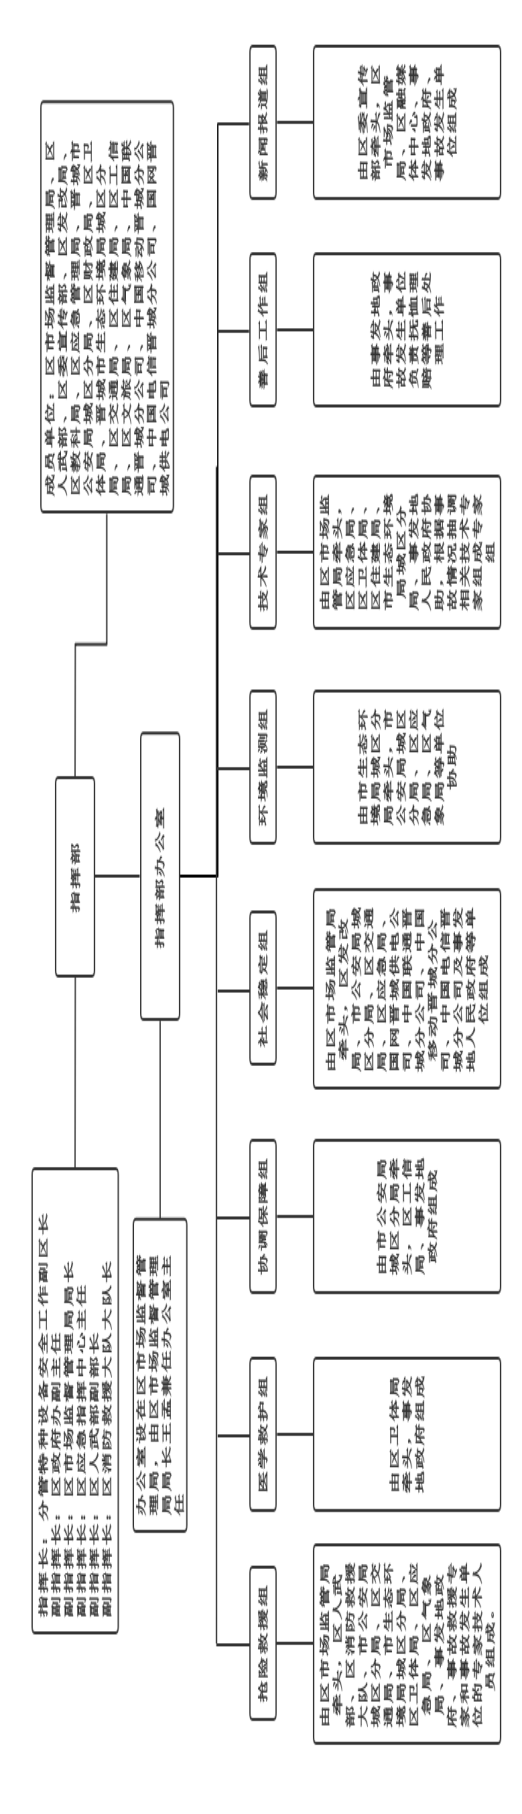 指挥长：分管特种设备安全工作副区长
副指挥长：区政府办副主任
副指挥长：区市场监督管理局局长
副指挥长：区应急指挥中心主任
副指挥长：区人武部副部长
副指挥长：区消防救援大队大队长
指挥部
成员单位：区市场监督管理局、区
人武部、区委宣传部、区发改局、
区教科局、区应急管理局、晋城市
公安局城区分局、区财政局、区卫
体局、晋城市生态环境局城区分
局、区交通局、区住建局、区工信
局、区文旅局、区气象局、中国联
通晋城分公司、中国移动晋城分公
司、中国电信晋城分公司、国网晋
城供电公司
办公室设在区市场监督管
理局，由区市场监督管理
局局长王孟兼任办公室主
任
指挥部办公室
抢险救援组
医学救护组
协调保障组
社会稳定组
环境监测组
技术专家组
善后工作组
新闻报道组
由区市场监管局
牵头，区人武
部、区消防救援
大队、市公安局
城区分局、区交
通局、市生态环
境局城区分局、
区卫体局、区应
急局、区气象
局、事发地政
府、事故救援专
家和事故发生单
位的专家技术人
员组成。
由区卫体局
牵头，事发
地政府组成
由市公安局
城区分局牵
头，区工信
局、事发地
政府组成
由区市场监管局
牵头，区发改
局、市公安局城
区分局、区交通
局、区应急局、
国网晋城供电公
司、中国联通晋
城分公司、中国
移动晋城分公
司、中国电信晋
城分公司及事发
地人民政府等单
位组成
由市生态环
境局城区分
局牵头，市
公安局城区
分局、区应
急局、区气
象局等单位
协助
由区市场监
管局牵头，
区应急局、
区卫体局、
区住建局、
市生态环境
局城区分
局、事发地
人民政府协
助，根据事
故情况抽调
相关技术专
家组成专家
组
由事发地政
府牵头，事
故发生单位
负责抚恤理
赔等善后处
理工作
由区委宣传
部牵头，区
市场监管
局、区融媒
体中心、事
发地政府、
事故发生单
位组成